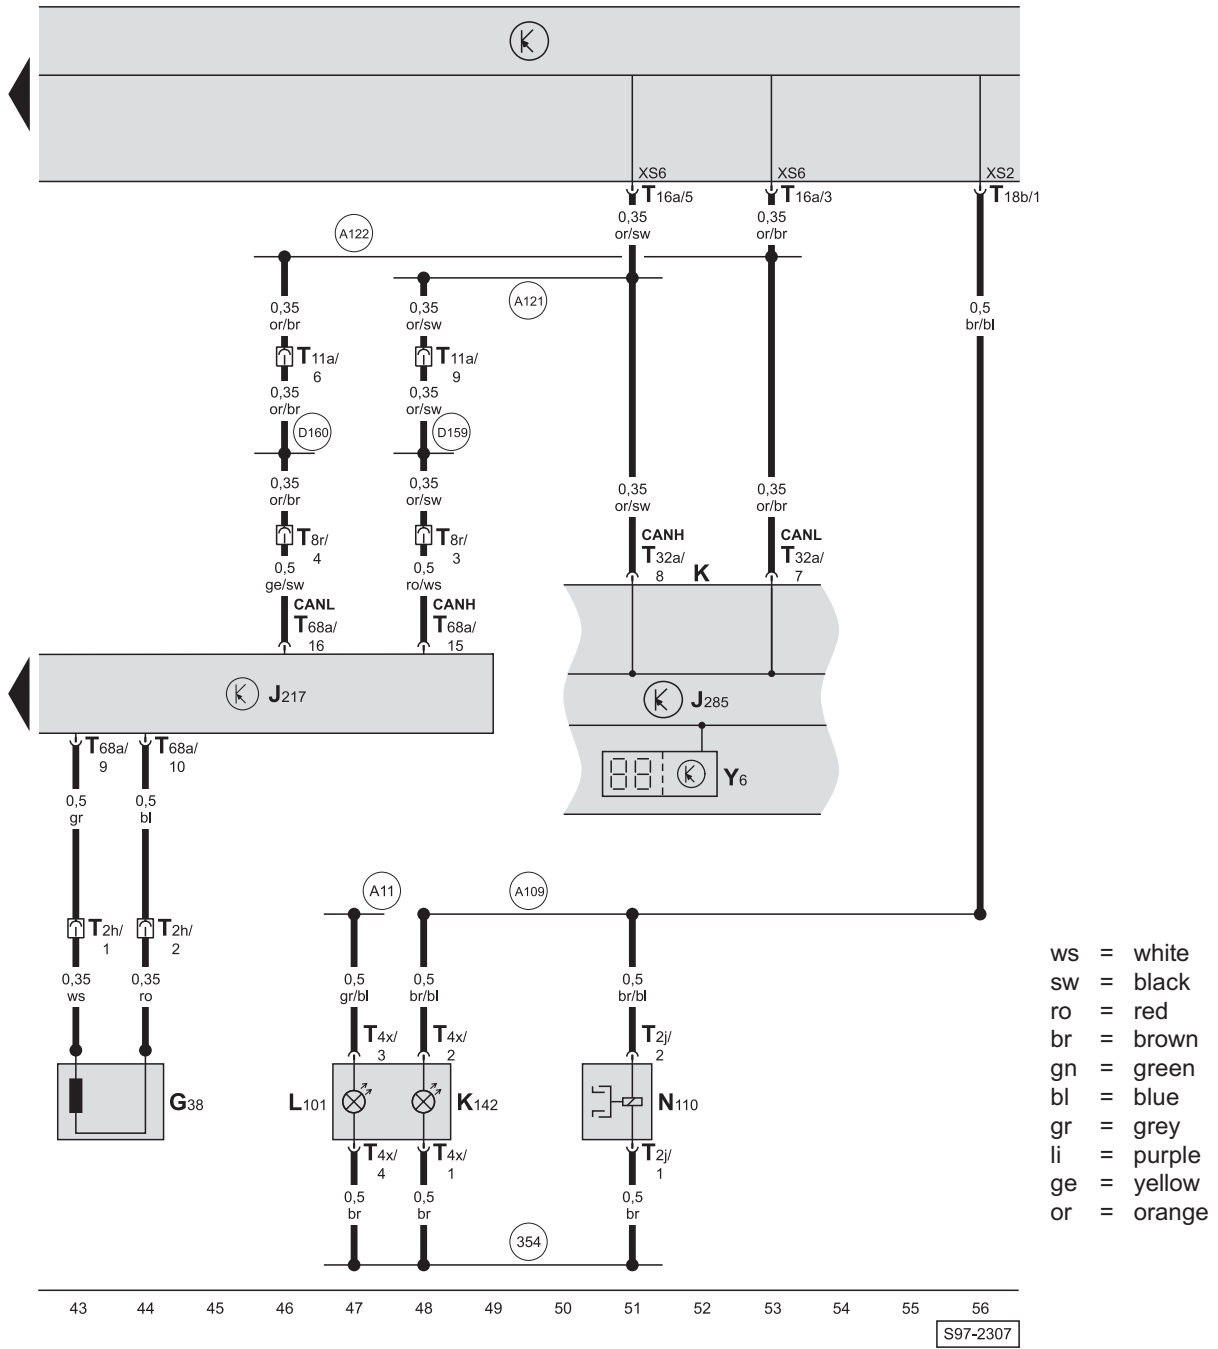 XS6 XS6 XS2
T16a/5 T16a/3 T18b/1
0,35 0,35
or/sw or/br
A122
A121
0,35 0,35 0,5
or/br or/sw br/bl
T11a/ T11a/
6 9
0,35 0,35
or/br or/sw
D160 D159
0,35 0,35 0,35 0,35
or/br or/sw or/sw or/br
T8r/ T8r/ CANH CANL
4 3 T32a/ T32a/
0,5 0,5 8 K 7
ge/sw ro/ws
CANL CANH
T68a/ T68a/
16 15
J217 J285
T68a/ T68a/
9 10
Y6
0,5 0,5
gr bl
A11 A109
T2h/ T2h/
1 2
0,35 0,35 0,5 0,5 0,5
ws ro gr/bl br/bl br/bl
T4x/ T4x/ T2j/
3 2 2
G38 L101 K142 N110
T4x/ T4x/ T2j/
4 1 1
0,5 0,5 0,5
br br br
354
43 44 45 46 47 48 49 50 51 52 53 54 55 56
S97-2307
ws = white
sw = black
ro = red
br = brown
gn = green
bl = blue
gr = grey
li = purple
ge = yellow
or = orange